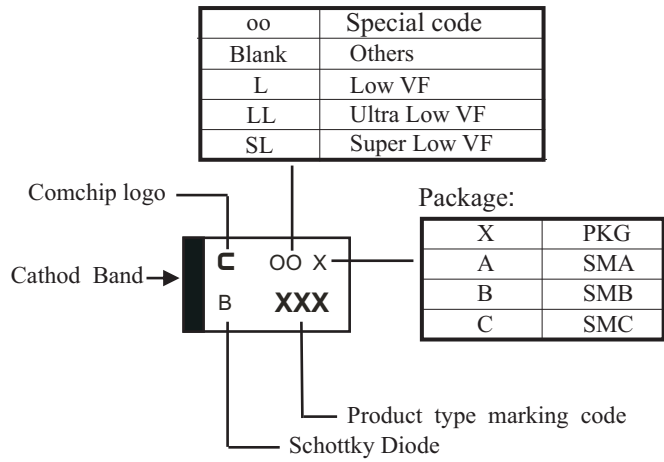 oo Special code
Blank Others
L Low VF
LL Ultra Low VF
SL Super Low VF
Comchip logo
Package:
X PKG
A SMA
B SMB
C SMC
Cathod Band
C OO X
B XXX
Product type marking code
Schottky Diode